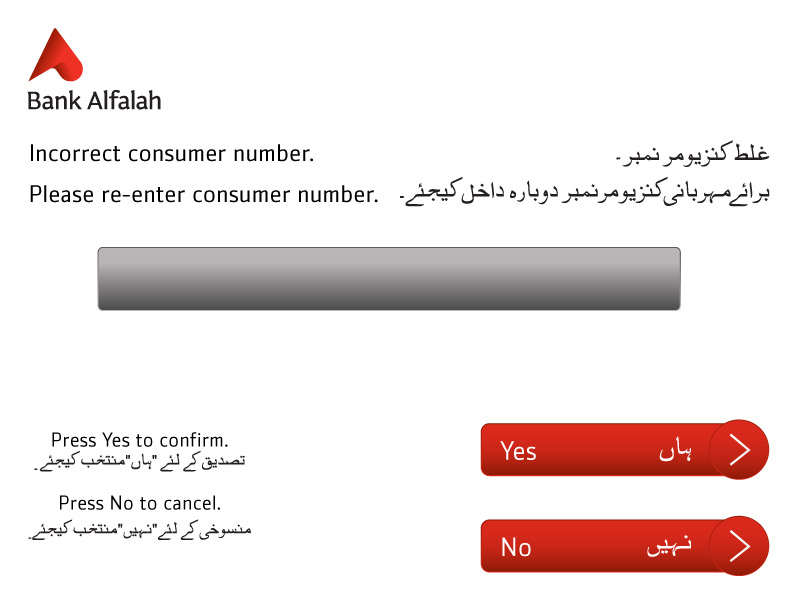 Bank Alfalah
Incorrect consumer number.
غلط کنزیومر نمبر۔
Please re-enter consumer number.
برائے مہربانی کنزیومر نمبر دوبارہ داخل کیجئے۔
Press Yes to confirm.
تصدیق کے لئے "ہاں" منتخب کیجئے۔
Yes ہاں
Press No to cancel.
منسوخی کے لئے "نہیں" منتخب کیجئے۔
No نہیں